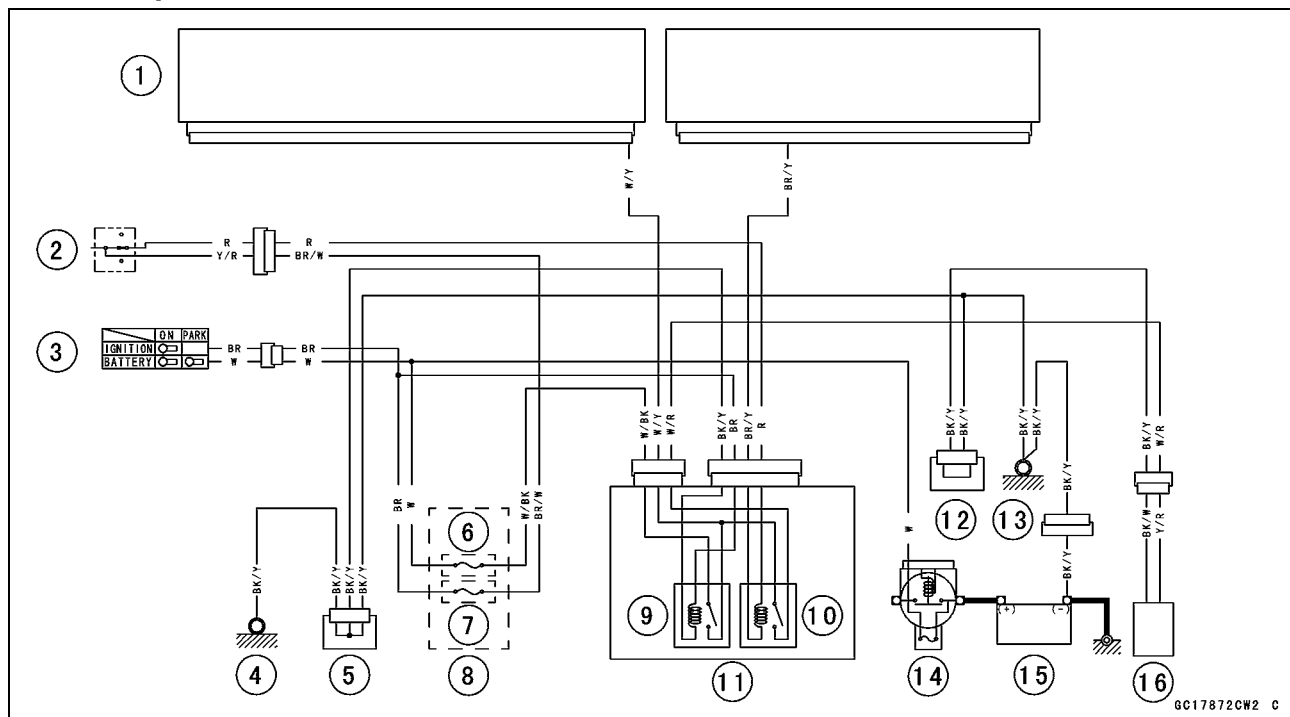 1
W/Y
BR/Y
2
R
Y/R
R
BR/W
3
ON PARK
IGNITION
BATTERY
BR
W
BR
W
W/BK
W/Y
W/R
BK/Y
BR
BR/Y
R
BK/Y
BK/Y
BK/Y
BK/Y
BK/Y
BK/Y
W/R
BR
W
W/BK
BR/W
6
7
8
12
13
W
BK/W
Y/R
BK/Y
BK/Y
BK/Y
BK/Y
4
5
9
10
11
14
(+)
(-)
15
16
GC17872CW2 C